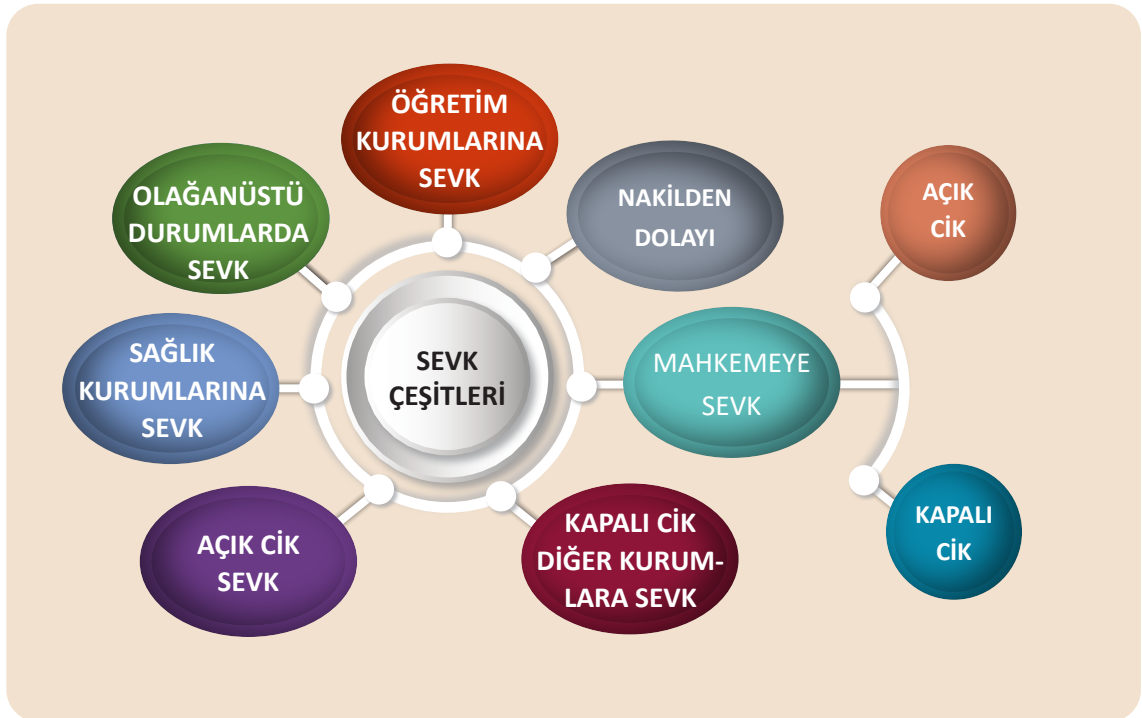 ÖĞRETİM
KURUMLARINA
SEVK
OLAĞANÜSTÜ
DURUMLARDA
SEVK
NAKİLDEN
DOLAYI
AÇIK
CİK
SEVK
ÇEŞİTLERİ
SAĞLIK
KURUMLARINA
SEVK
MAHKEMEYE
SEVK
AÇIK CİK
SEVK
KAPALI CİK
DİĞER KURUM-
LARA SEVK
KAPALI
CİK